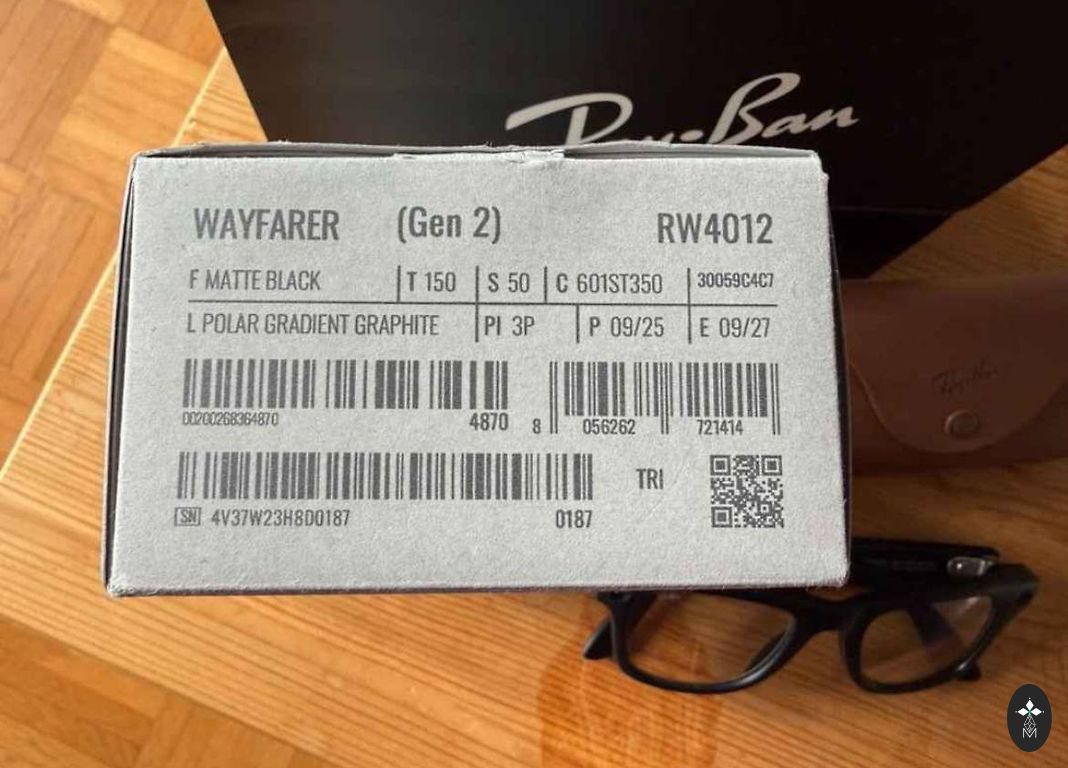 Ray-Ban
WAYFARER (Gen 2) RW4012
F MATTE BLACK T 150 S 50 C 601ST350 30059C4C7
L POLAR GRADIENT GRAPHITE PI 3P P 09/25 E 09/27
00200268364870 4870 8 056262 721414
TRI
SN 4V37W23H8D0187 0187
M